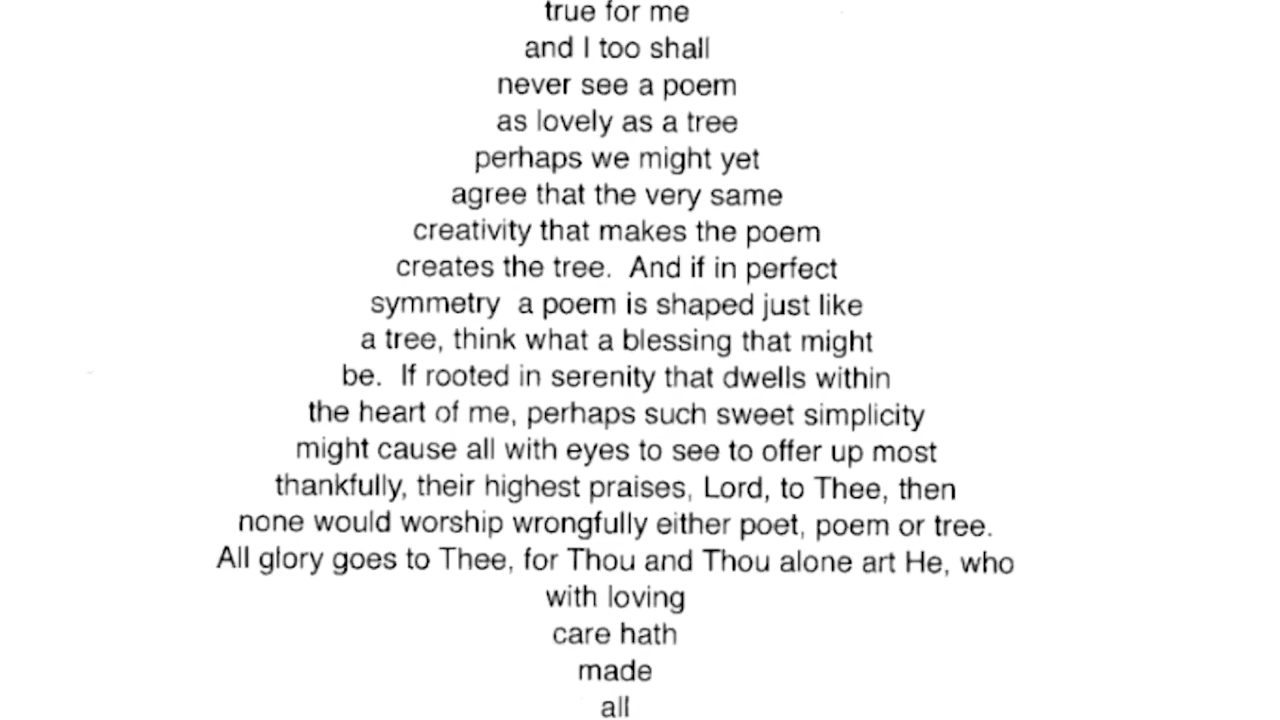 true for me
and I too shall
never see a poem
as lovely as a tree
perhaps we might yet
agree that the very same
creativity that makes the poem
creates the tree.  And if in perfect
symmetry  a poem is shaped just like
a tree, think what a blessing that might
be.  If rooted in serenity that dwells within
the heart of me, perhaps such sweet simplicity
might cause all with eyes to see to offer up most
thankfully, their highest praises, Lord, to Thee, then
none would worship wrongfully either poet, poem or tree.
All glory goes to Thee, for Thou and Thou alone art He, who
with loving
care hath
made
all